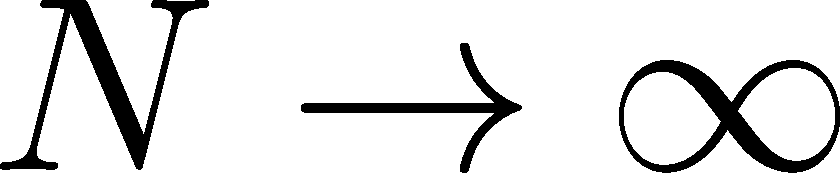 N → ∞